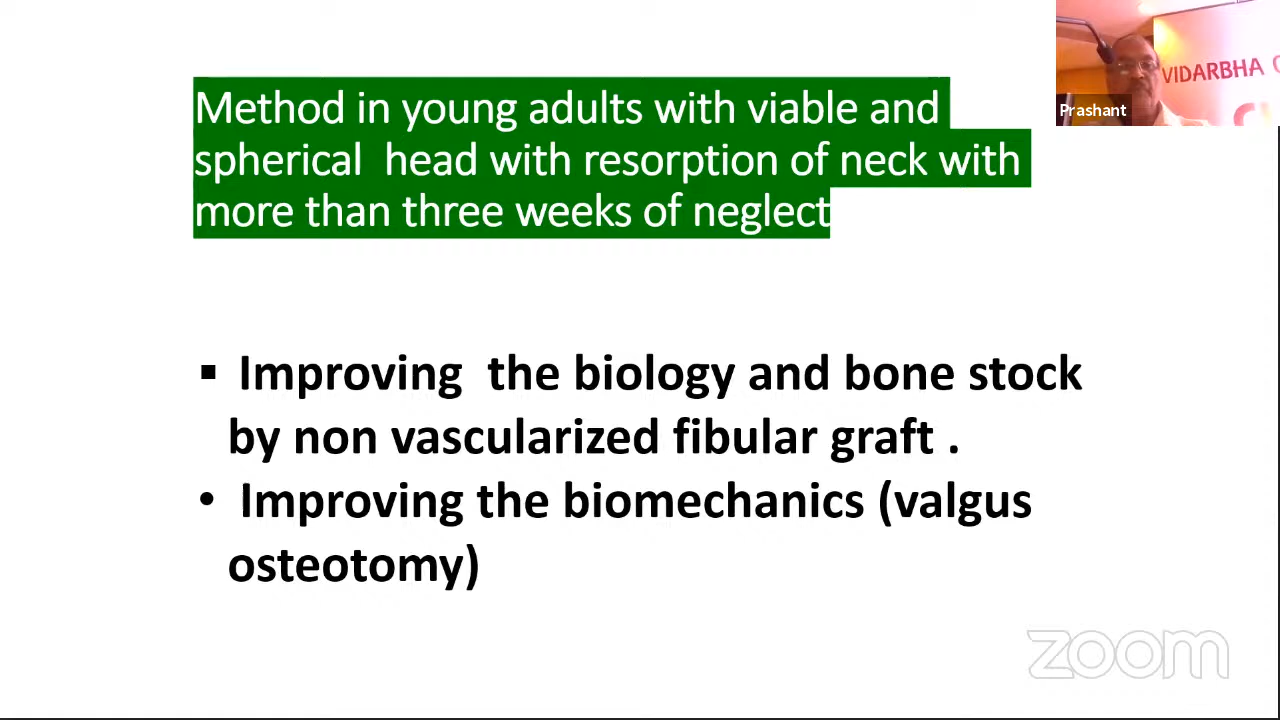 Method in young adults with viable and
spherical head with resorption of neck with
more than three weeks of neglect
▪ Improving the biology and bone stock
by non vascularized fibular graft .
• Improving the biomechanics (valgus
osteotomy)
VIDARBHA
Prashant
zoom